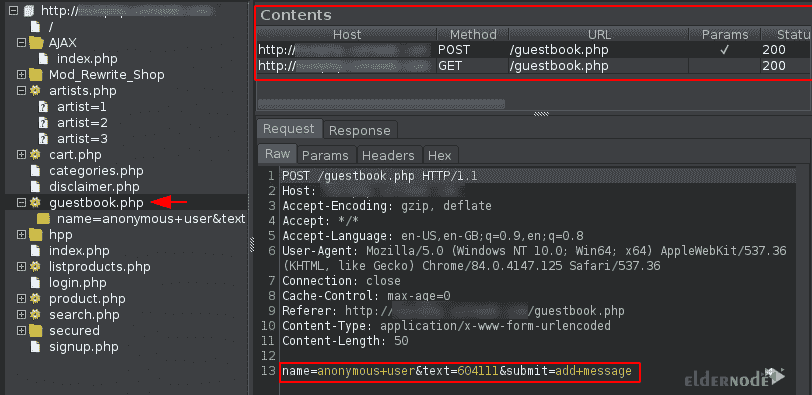 http://
/
AJAX
index.php
Mod_Rewrite_Shop
artists.php
artist=1
artist=2
artist=3
cart.php
categories.php
disclaimer.php
guestbook.php
name=anonymous+user&text
hpp
index.php
listproducts.php
login.php
product.php
search.php
secured
signup.php
Contents
Host Method URL Params Statu
http:// POST /guestbook.php ✓ 200
http:// GET /guestbook.php 200
Request Response
Raw Params Headers Hex
1 POST /guestbook.php HTTP/1.1
2 Host:
3 Accept-Encoding: gzip, deflate
4 Accept: */*
5 Accept-Language: en-US,en-GB;q=0.9,en;q=0.8
6 User-Agent: Mozilla/5.0 (Windows NT 10.0; Win64; x64) AppleWebKit/537.36
(KHTML, like Gecko) Chrome/84.0.4147.125 Safari/537.36
7 Connection: close
8 Cache-Control: max-age=0
9 Referer: http:// /guestbook.php
10 Content-Type: application/x-www-form-urlencoded
11 Content-Length: 50
12
13 name=anonymous+user&text=604111&submit=add+message
ELDERNODE